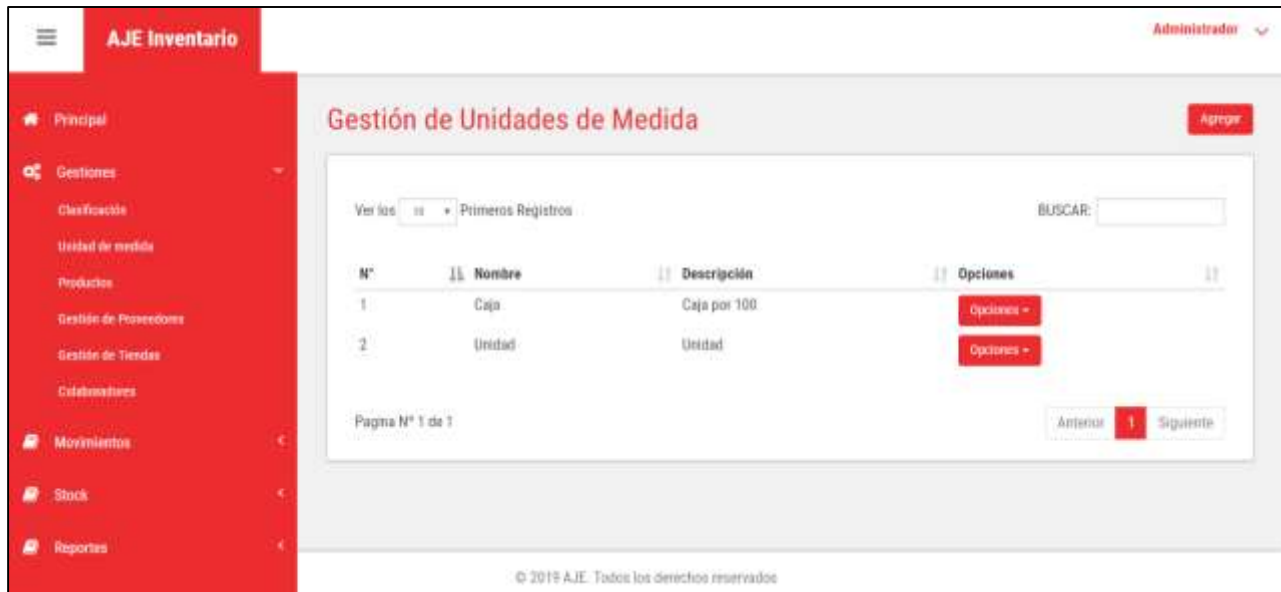 AJE Inventario
Administrador
Principal
Gestiones
Clasificación
Unidad de medida
Productos
Gestión de Proveedores
Gestión de Tiendas
Colaboradores
Movimientos
Stock
Reportes
Gestión de Unidades de Medida
Agregar
Ver los 10 Primeros Registros
BUSCAR:
N° Nombre Descripción Opciones
1 Caja Caja por 100 Opciones
2 Unidad Unidad Opciones
Pagina N° 1 de 1
Anterior 1 Siguiente
© 2019 AJE. Todos los derechos reservados